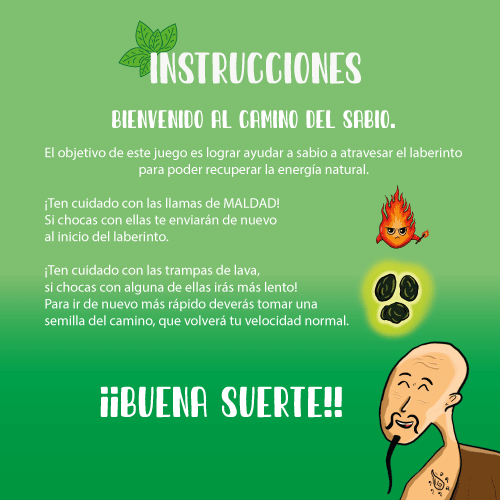 INSTRUCCIONES
BIENVENIDO AL CAMINO DEL SABIO.
El objetivo de este juego es lograr ayudar a sabio a atravesar el laberinto
para poder recuperar la energía natural.
¡Ten cuidado con las llamas de MALDAD!
Si chocas con ellas te enviarán de nuevo
al inicio del laberinto.
¡Ten cuidado con las trampas de lava,
si chocas con alguna de ellas irás más lento!
Para ir de nuevo más rápido deverás tomar una
semilla del camino, que volverá tu velocidad normal.
¡¡BUENA SUERTE!!